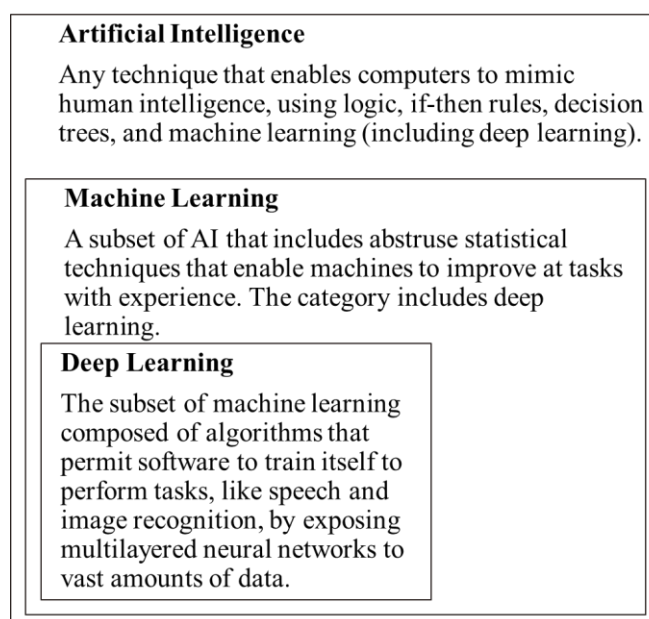 Artificial Intelligence
Any technique that enables computers to mimic
human intelligence, using logic, if-then rules, decision
trees, and machine learning (including deep learning).
Machine Learning
A subset of AI that includes abstruse statistical
techniques that enable machines to improve at tasks
with experience. The category includes deep
learning.
Deep Learning
The subset of machine learning
composed of algorithms that
permit software to train itself to
perform tasks, like speech and
image recognition, by exposing
multilayered neural networks to
vast amounts of data.